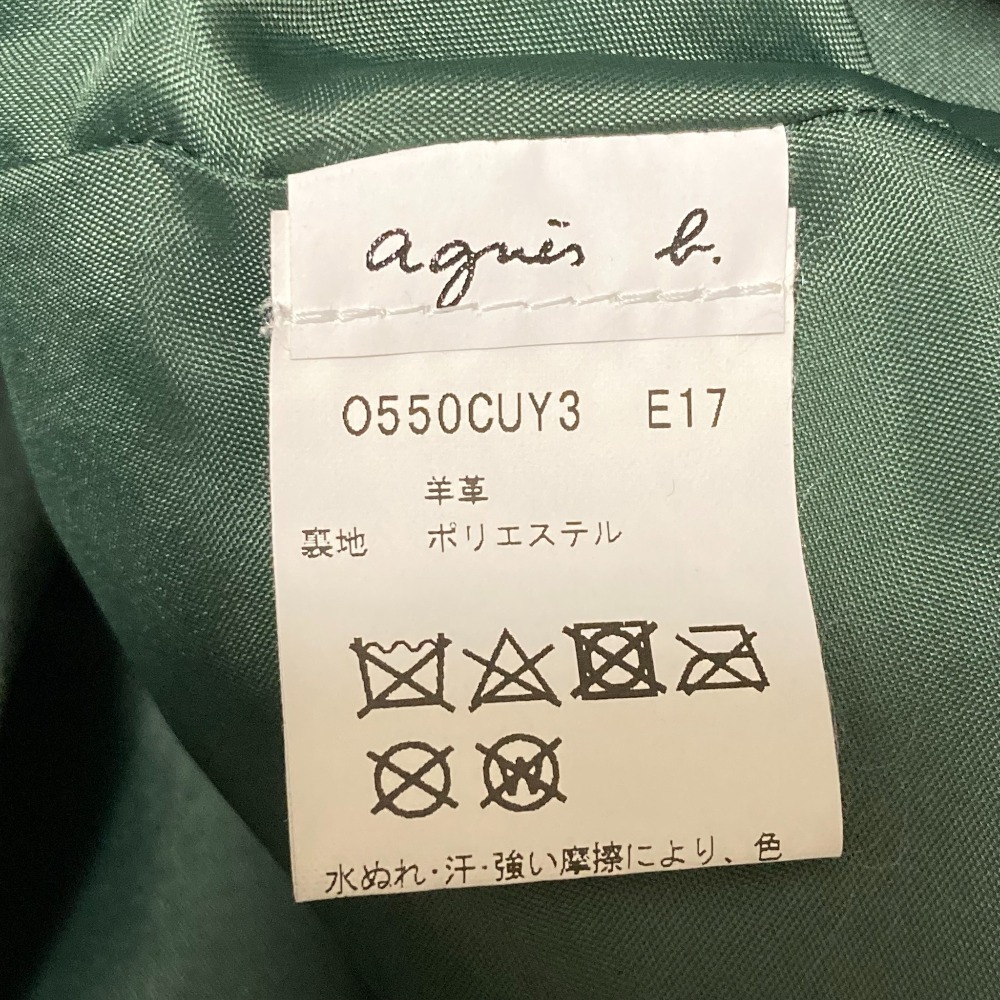 agnès b.
0550CUY3 E17
羊革
裏地 ポリエステル
水ぬれ・汗・強い摩擦により、色